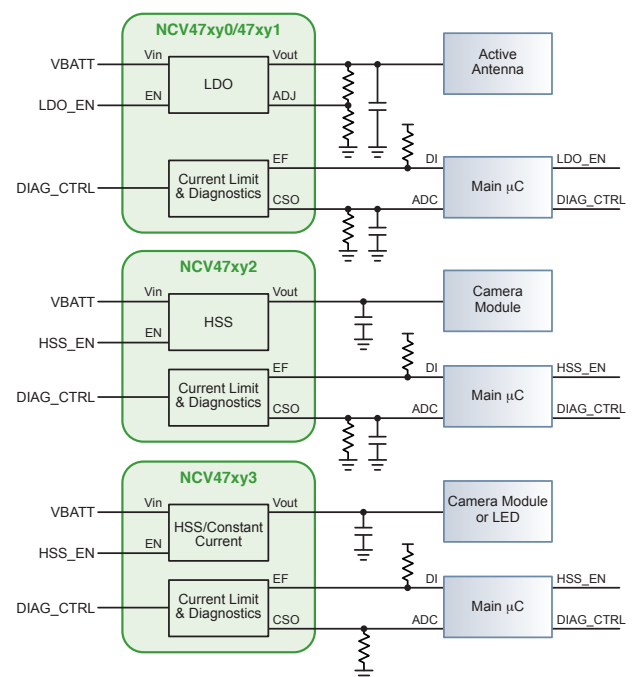 NCV47xy0/47xy1
VBATT
Vin
LDO
Vout
Active
Antenna
LDO_EN
EN
ADJ
DIAG_CTRL
Current Limit
& Diagnostics
EF
CSO
DI
ADC
Main μC
LDO_EN
DIAG_CTRL
NCV47xy2
VBATT
Vin
HSS
Vout
Camera
Module
HSS_EN
EN
DIAG_CTRL
Current Limit
& Diagnostics
EF
CSO
DI
ADC
Main μC
HSS_EN
DIAG_CTRL
NCV47xy3
VBATT
Vin
HSS/Constant
Current
Vout
Camera Module
or LED
HSS_EN
EN
DIAG_CTRL
Current Limit
& Diagnostics
EF
CSO
DI
ADC
Main μC
HSS_EN
DIAG_CTRL